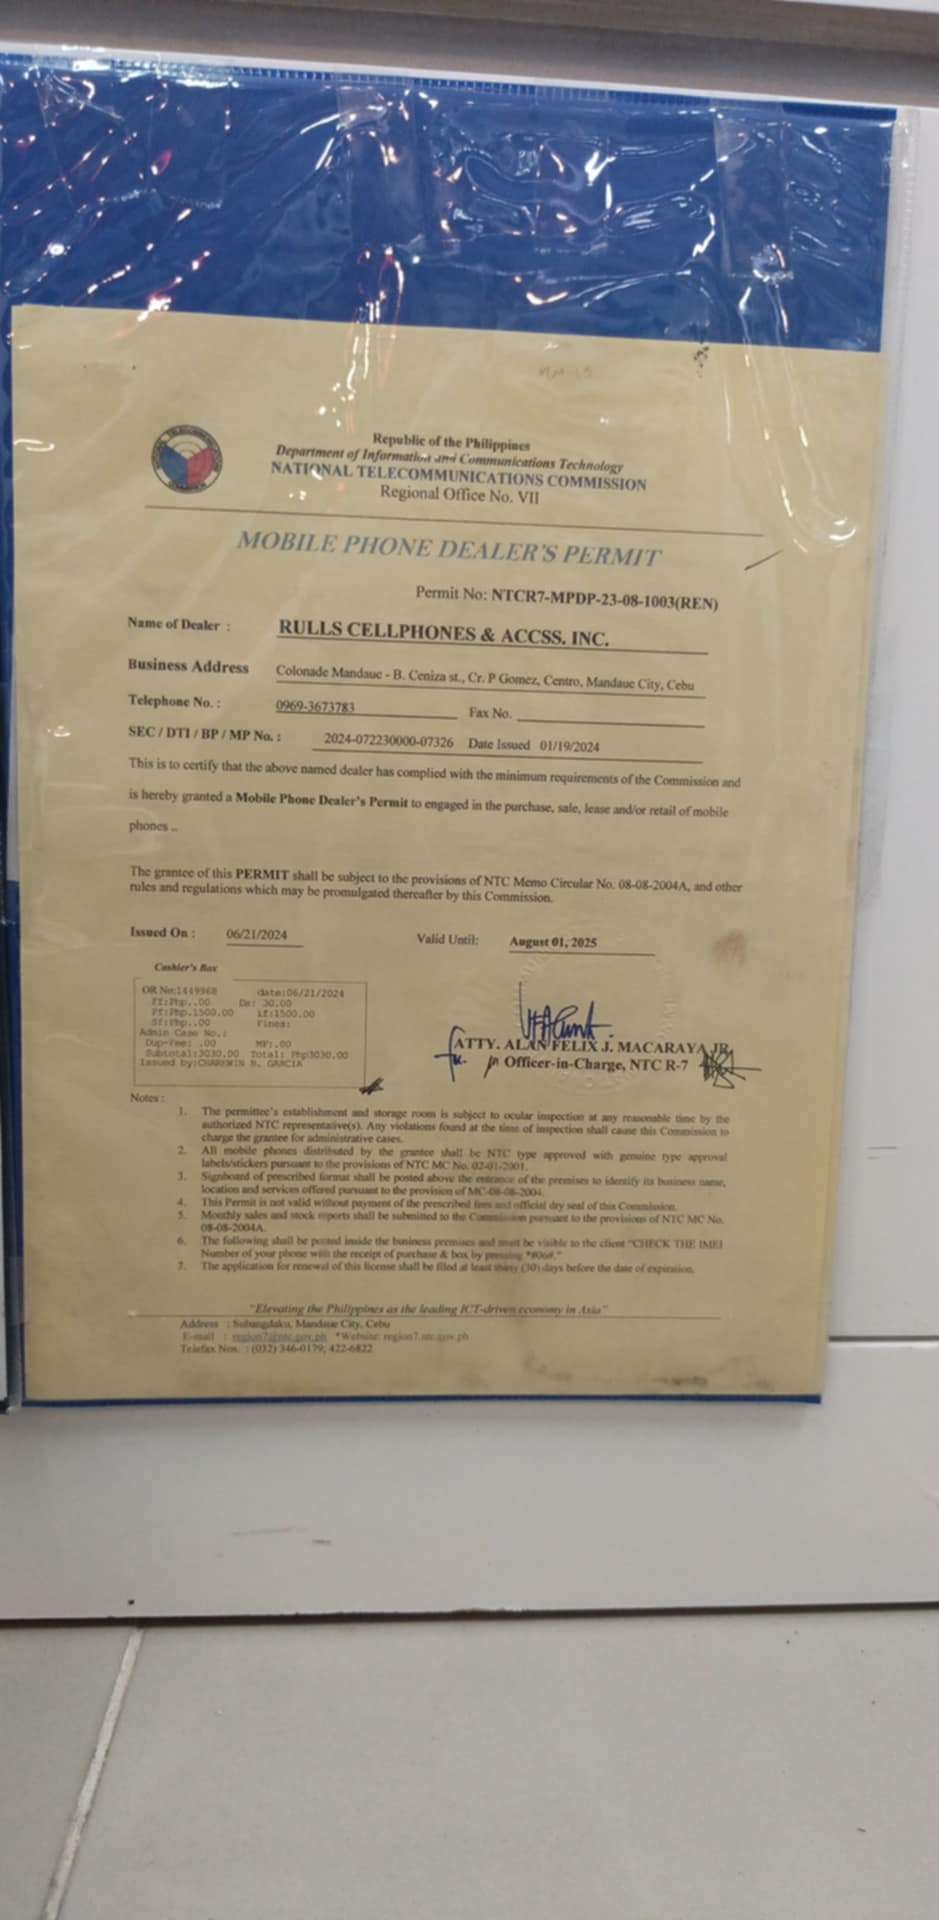 Republic of the Philippines
Department of Information and Communications Technology
NATIONAL TELECOMMUNICATIONS COMMISSION
Regional Office No. VII
MOBILE PHONE DEALER'S PERMIT
Permit No: NTCR7-MPDP-23-08-1003(REN)
Name of Dealer : RULLS CELLPHONES & ACCSS. INC.
Business Address Colonade Mandaue - B. Ceniza st., Cr. P Gomez, Centro, Mandaue City, Cebu
Telephone No. : 0969-3673783 Fax No.
SEC / DTI / BP / MP No. : 2024-072230000-07326 Date Issued 01/19/2024
This is to certify that the above named dealer has complied with the minimum requirements of the Commission and
is hereby granted a Mobile Phone Dealer's Permit to engaged in the purchase, sale, lease and/or retail of mobile
phones ..
The grantee of this PERMIT shall be subject to the provisions of NTC Memo Circular No. 08-08-2004A, and other
rules and regulations which may be promulgated thereafter by this Commission.
Issued On : 06/21/2024 Valid Until: August 01, 2025
Cashier's Box
OR No:1449968 date:06/21/2024
FF:Php..00 Ds: 30.00
Pf:Php.1500.00 if:1500.00
Sf:Php..00 Fines:
Admin Case No.:
Dup-Fee: .00 MF:.00
Subtotal:3030.00 Total: Php3030.00
Issued by:CHAREMIN N. GARCIA
ATTY. ALAN FELIX J. MACARAYA JR.
Officer-in-Charge, NTC R-7
Notes :
1. The permittee's establishment and storage room is subject to ocular inspection at any reasonable time by the
authorized NTC representative(s). Any violations found at the time of inspection shall cause this Commission to
charge the grantee for administrative cases.
2. All mobile phones distributed by the grantee shall be NTC type approved with genuine type approval
labels/stickers pursuant to the provisions of NTC MC No. 02-01-2001.
3. Signboard of prescribed format shall be posted above the entrance of the premises to identify its business name,
location and services offered pursuant to the provision of MC-08-08-2004.
4. This Permit is not valid without payment of the prescribed fees and official dry seal of this Commission.
5. Monthly sales and stock reports shall be submitted to the Commission pursuant to the provisions of NTC MC No.
08-08-2004A.
6. The following shall be posted inside the business premises and must be visible to the client "CHECK THE IMEI
Number of your phone with the receipt of purchase & box by pressing *#06#."
7. The application for renewal of this license shall be filed at least thirty (30) days before the date of expiration.
"Elevating the Philippines as the leading ICT-driven economy in Asia"
Address : Subangdaku, Mandaue City, Cebu
E-mail : region7@ntc.gov.ph *Website: region7.ntc.gov.ph
Telefax Nos. : (032) 346-0179; 422-6822